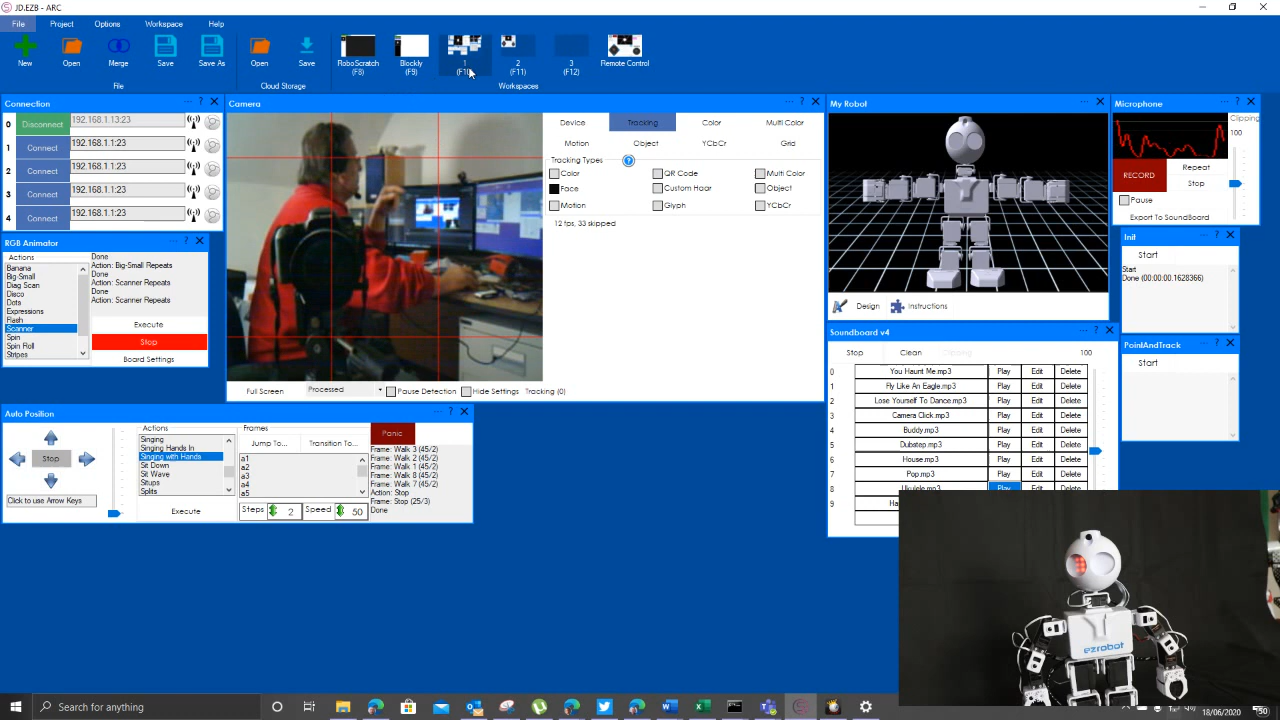 JD.EZB - ARC
File Project Options Workspace Help
New Open Merge Save Save As Open Save RoboScratch Blockly 1 2 3 Remote Control
(F8) (F9) (F10) (F11) (F12)
File Cloud Storage Workspaces
Connection ... ?
0 Disconnect 192.168.1.13:23
1 Connect 192.168.1.1:23
2 Connect 192.168.1.1:23
3 Connect 192.168.1.1:23
4 Connect 192.168.1.1:23
Camera ... ?
Device Tracking Color Multi Color
Motion Object YCbCr Grid
Tracking Types ?
Color QR Code Multi Color
Face Custom Haar Object
Motion Glyph YCbCr
12 fps, 33 skipped
Full Screen Processed Pause Detection Hide Settings Tracking (0)
My Robot
Design Instructions
Microphone ... ?
Clipping
100
RECORD Repeat
Stop
Pause
Export To SoundBoard
RGB Animator ... ?
Actions
Banana
Big-Small
Diag Scan
Disco
Dots
Expressions
Flash
Scanner
Spin
Spin Roll
Stripes
Done
Action: Big-Small Repeats
Done
Action: Scanner Repeats
Done
Action: Scanner Repeats
Execute
Stop
Board Settings
Init ... ?
Start
Start
Done (00:00:00.1628366)
PointAndTrack ... ?
Start
Soundboard v4 ... ?
Stop Clean Clipping 100
0 You Haunt Me.mp3 Play Edit Delete
1 Fly Like An Eagle.mp3 Play Edit Delete
2 Lose Yourself To Dance.mp3 Play Edit Delete
3 Camera Click.mp3 Play Edit Delete
4 Buddy.mp3 Play Edit Delete
5 Dubstep.mp3 Play Edit Delete
6 House.mp3 Play Edit Delete
7 Pop.mp3 Play Edit Delete
8 Ukulele.mp3 Play Edit Delete
9
Auto Position ... ?
Stop
Click to use Arrow Keys
Actions
Singing
Singing Hands In
Singing with Hands
Sit Down
Sit Wave
Situps
Splits
Execute
Frames
Jump To... Transition To...
a1
a2
a3
a4
a5
Steps 2 Speed 50
Panic
Frame: Walk 3 (45/2)
Frame: Walk 2 (45/2)
Frame: Walk 1 (45/2)
Frame: Walk 8 (45/2)
Frame: Walk 7 (45/2)
Action: Stop
Frame: Stop (25/3)
Done
ezrobot
Search for anything
18/06/2020